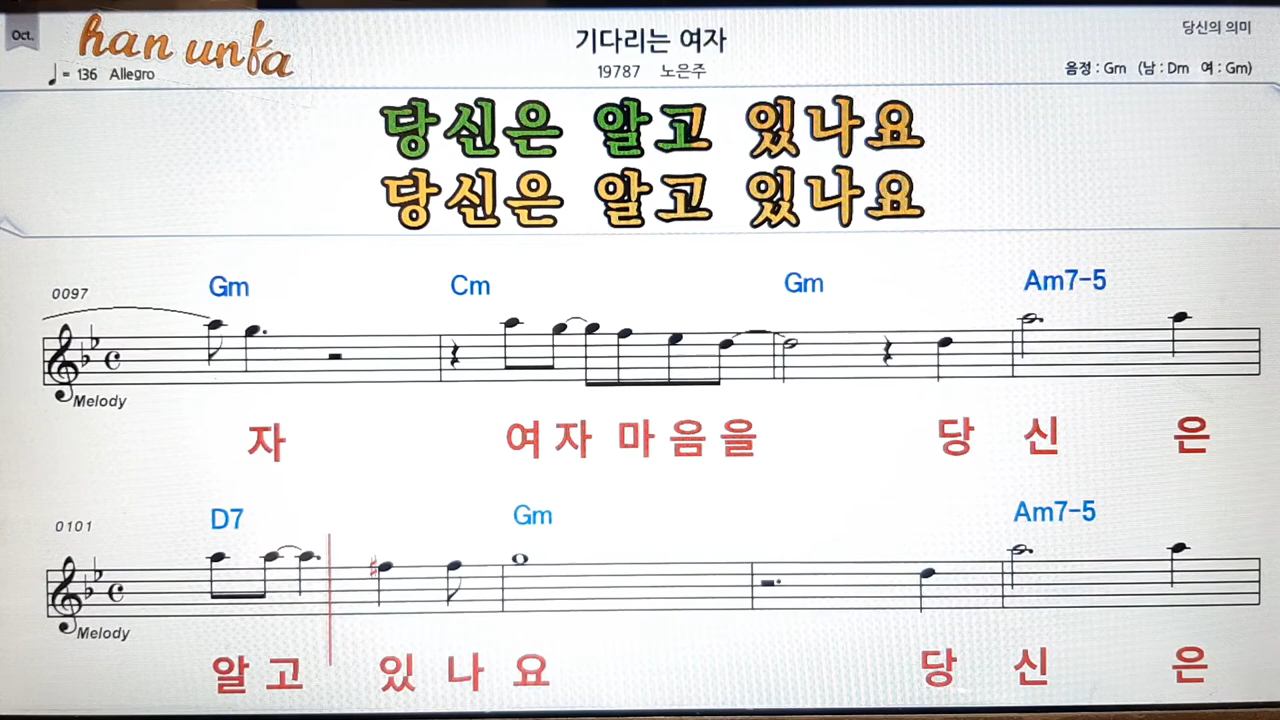 Oct.
han unfa
기다리는 여자
당신의 의미
= 136 Allegro
19787 노은주
음정 : Gm (남 : Dm 여 : Gm)
당신은 알고 있나요
당신은 알고 있나요
Gm Cm Gm Am7-5
0097
Melody
자 여자 마음을 당 신 은
D7 Gm Am7-5
0101
Melody
알고 있 나 요 당 신 은